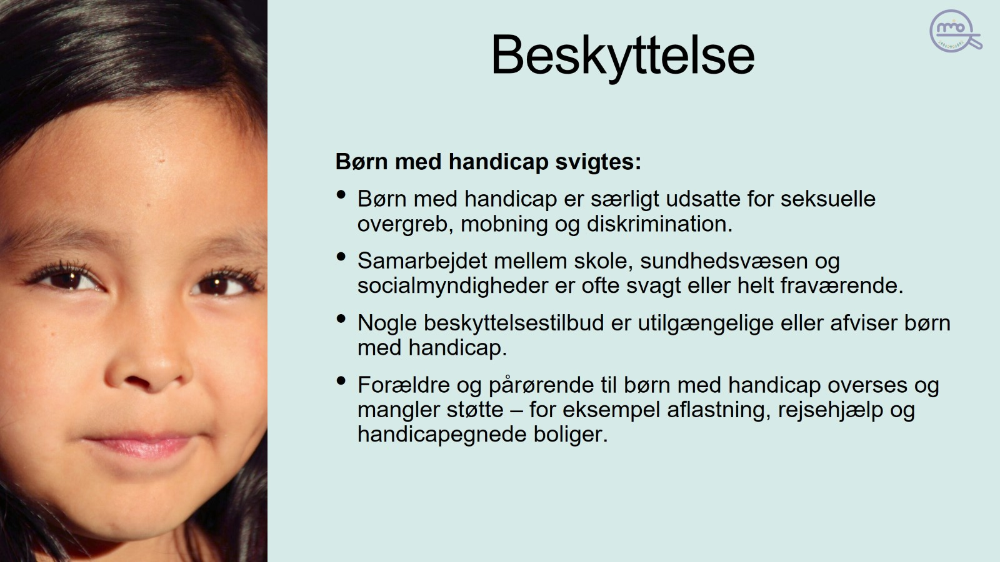 Beskyttelse
Børn med handicap svigtes:
• Børn med handicap er særligt udsatte for seksuelle
overgreb, mobning og diskrimination.
• Samarbejdet mellem skole, sundhedsvæsen og
socialmyndigheder er ofte svagt eller helt fraværende.
• Nogle beskyttelsestilbud er utilgængelige eller afviser børn
med handicap.
• Forældre og pårørende til børn med handicap overses og
mangler støtte – for eksempel aflastning, rejsehjælp og
handicapegnede boliger.